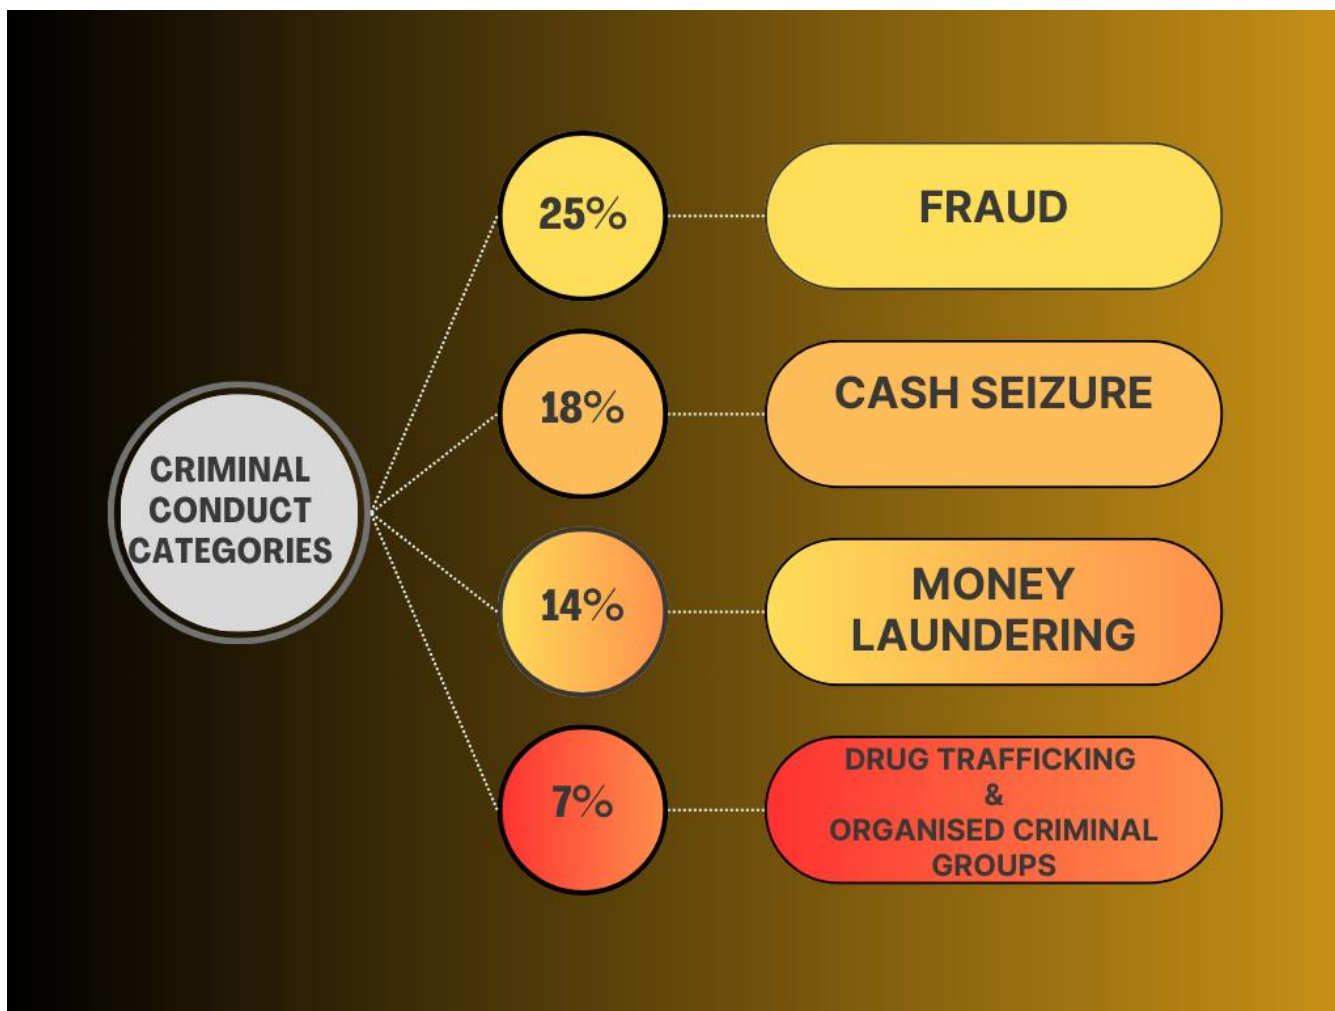 CRIMINAL
CONDUCT
CATEGORIES
25%
FRAUD
18%
CASH SEIZURE
14%
MONEY
LAUNDERING
7%
DRUG TRAFFICKING
&
ORGANISED CRIMINAL
GROUPS